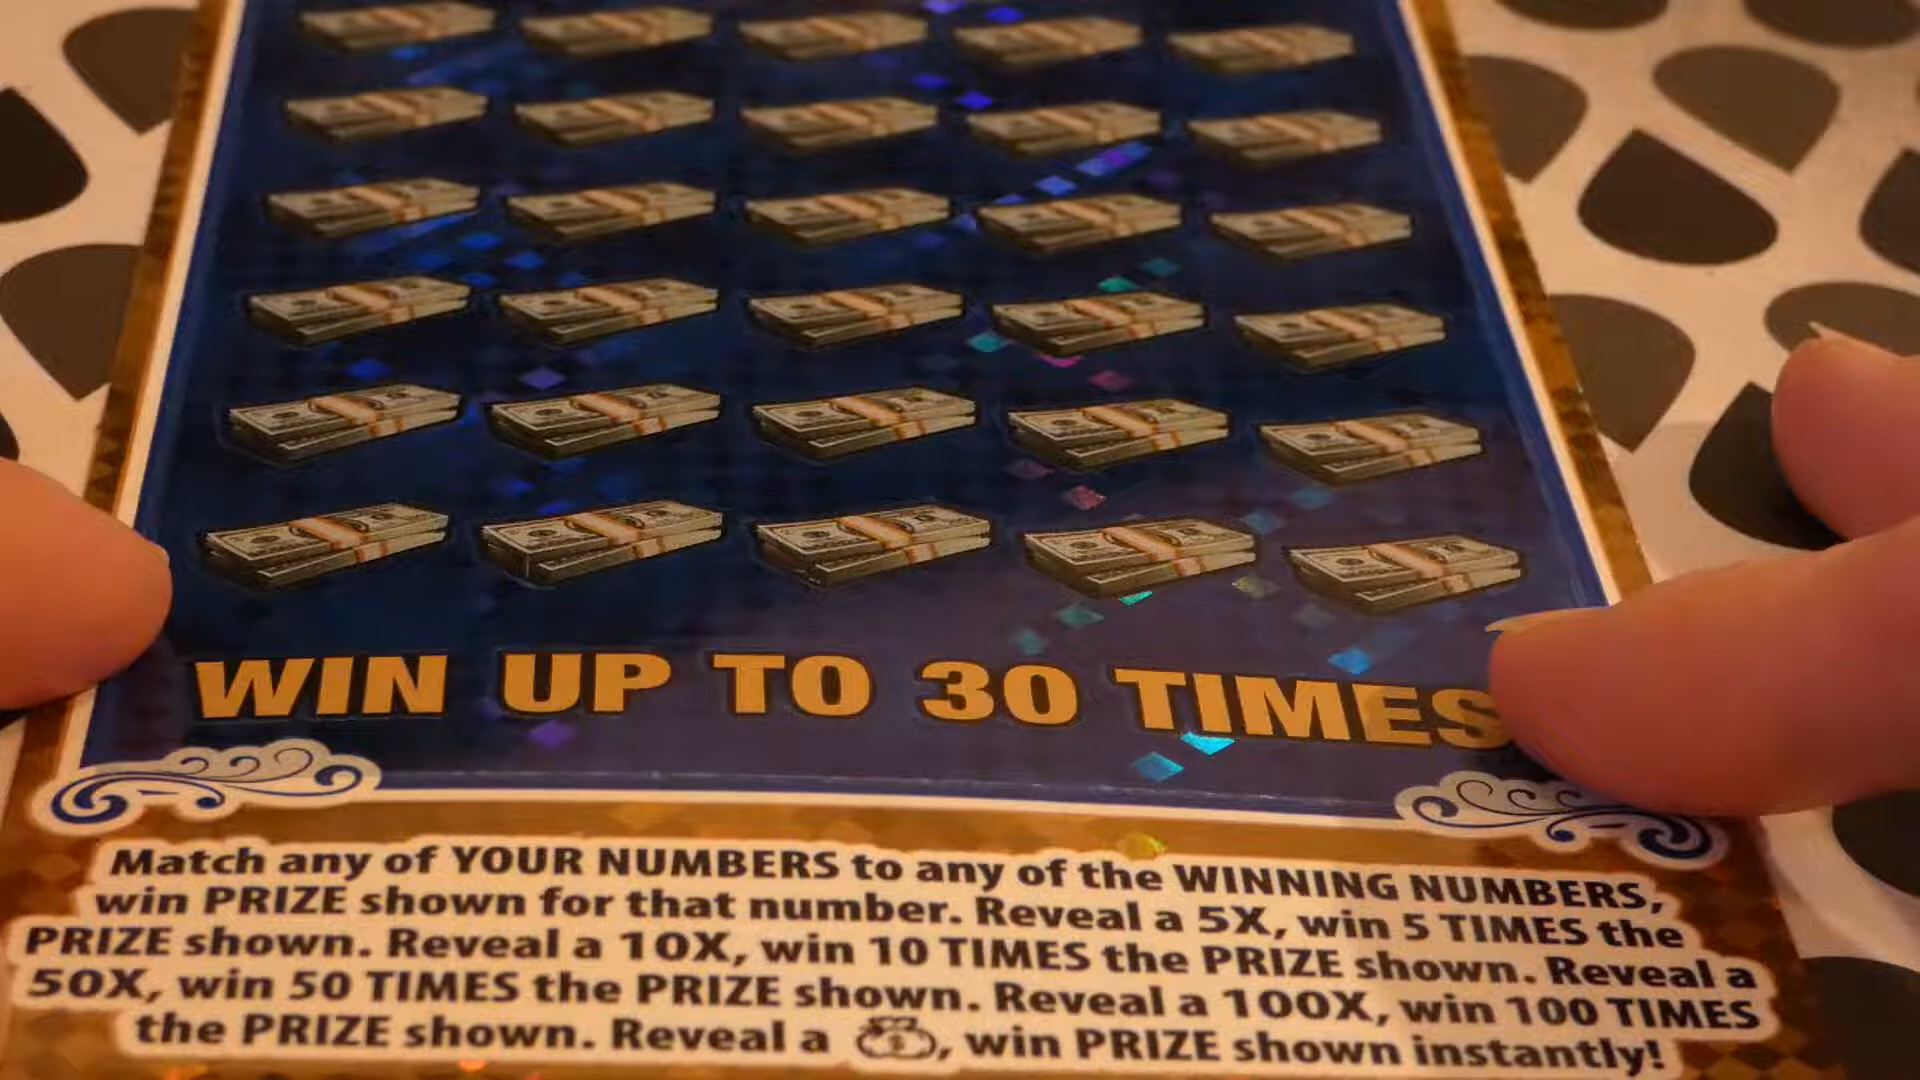 WIN UP TO 30 TIMES
Match any of YOUR NUMBERS to any of the WINNING NUMBERS,
win PRIZE shown for that number. Reveal a 5X, win 5 TIMES the
PRIZE shown. Reveal a 10X, win 10 TIMES the PRIZE shown. Reveal a
50X, win 50 TIMES the PRIZE shown. Reveal a 100X, win 100 TIMES
the PRIZE shown. Reveal a , win PRIZE shown instantly!